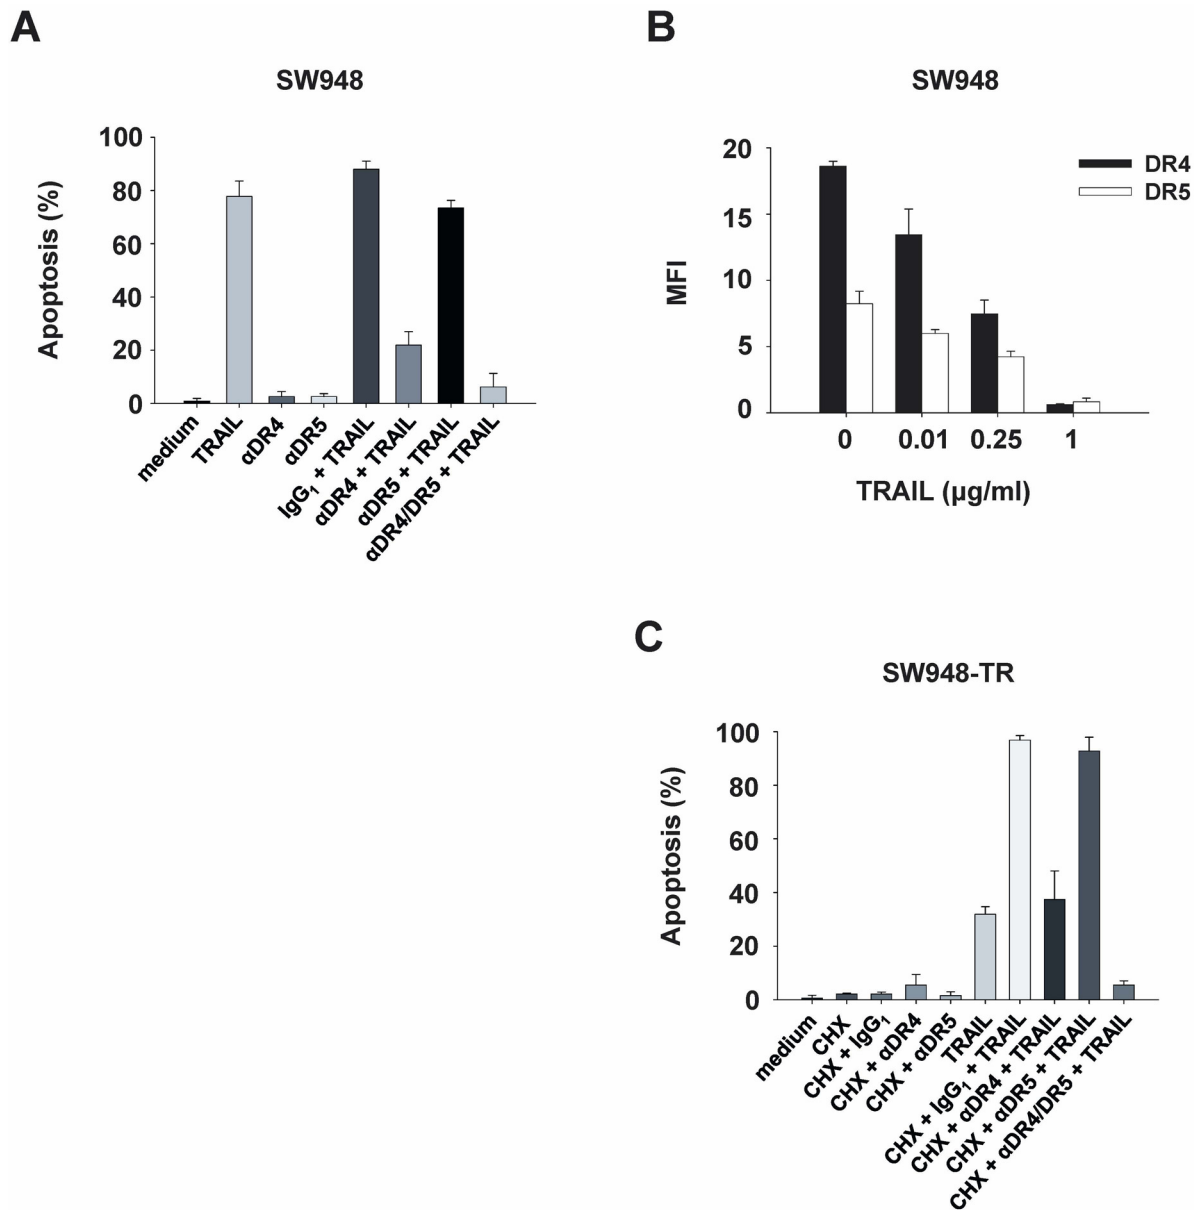 A
SW948
100
80
60
40
20
0
Apoptosis (%)
medium
TRAIL
αDR4
αDR5
IgG₁ + TRAIL
αDR4 + TRAIL
αDR5 + TRAIL
αDR4/DR5 + TRAIL
B
SW948
20
15
10
5
0
MFI
DR4
DR5
0 0.01 0.25 1
TRAIL (µg/ml)
C
SW948-TR
100
80
60
40
20
0
Apoptosis (%)
medium
CHX
CHX + IgG₁
CHX + αDR4
CHX + αDR5
TRAIL
CHX + IgG₁ + TRAIL
CHX + αDR4 + TRAIL
CHX + αDR5 + TRAIL
CHX + αDR4/DR5 + TRAIL